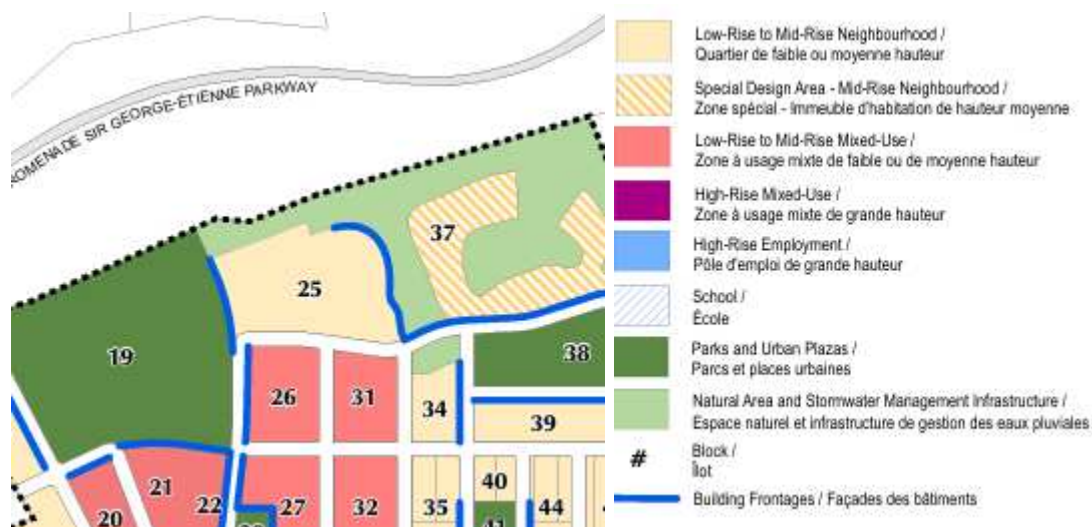 OMENADE SIR GEORGE-ÉTIENNE PARKWAY
37
25
19
38
26
31
34
39
21
22
27
32
35
40
44
20
41
Low-Rise to Mid-Rise Neighbourhood /
Quartier de faible ou moyenne hauteur
Special Design Area - Mid-Rise Neighbourhood /
Zone spécial - Immeuble d'habitation de hauteur moyenne
Low-Rise to Mid-Rise Mixed-Use /
Zone à usage mixte de faible ou de moyenne hauteur
High-Rise Mixed-Use /
Zone à usage mixte de grande hauteur
High-Rise Employment /
Pôle d'emploi de grande hauteur
School /
École
Parks and Urban Plazas /
Parcs et places urbaines
Natural Area and Stormwater Management Infrastructure /
Espace naturel et infrastructure de gestion des eaux pluviales
# Block /
Îlot
Building Frontages / Façades des bâtiments